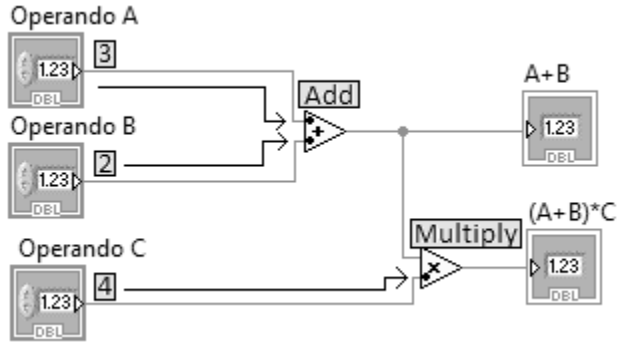 Operando A
3
1.23
DBL
Add
A+B
1.23
DBL
Operando B
2
1.23
DBL
+
Multiply
(A+B)*C
1.23
DBL
×
Operando C
4
1.23
DBL